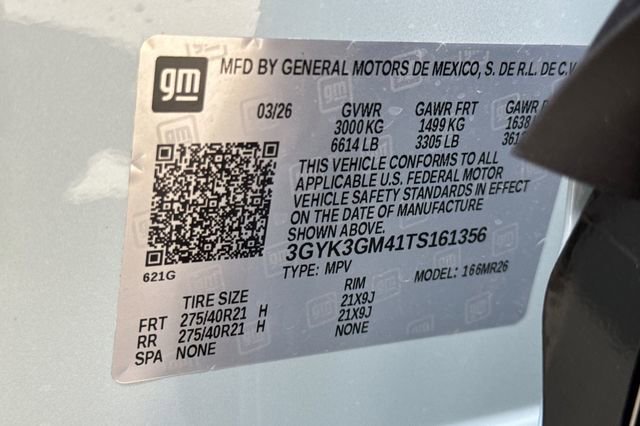 gm MFD BY GENERAL MOTORS DE MEXICO, S. DE R.L. DE C.V
03/26 GVWR GAWR FRT GAWR
3000 KG 1499 KG 1638
6614 LB 3305 LB
THIS VEHICLE CONFORMS TO ALL
APPLICABLE U.S. FEDERAL MOTOR
VEHICLE SAFETY STANDARDS IN EFFECT
ON THE DATE OF MANUFACTURE
SHOWN ABOVE.
3GYK3GM41TS161356
621G TYPE: MPV MODEL: 166MR26
TIRE SIZE RIM
FRT 275/40R21 H 21X9J
RR 275/40R21 H 21X9J
SPA NONE NONE